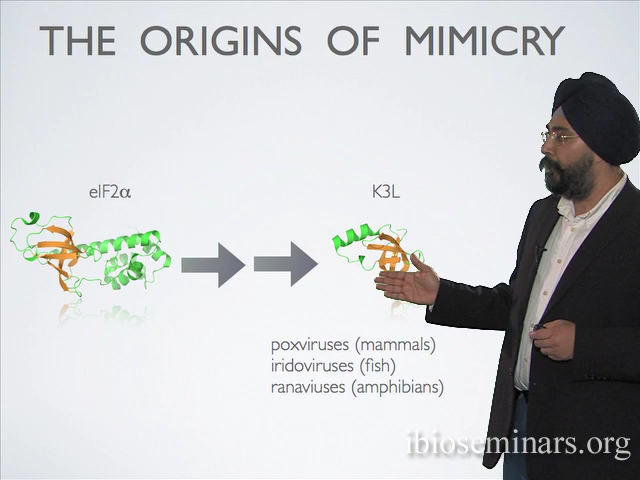 THE ORIGINS OF MIMICRY
eIF2α
K3L
poxviruses (mammals)
iridoviruses (fish)
ranaviuses (amphibians)
ibioseminars.org